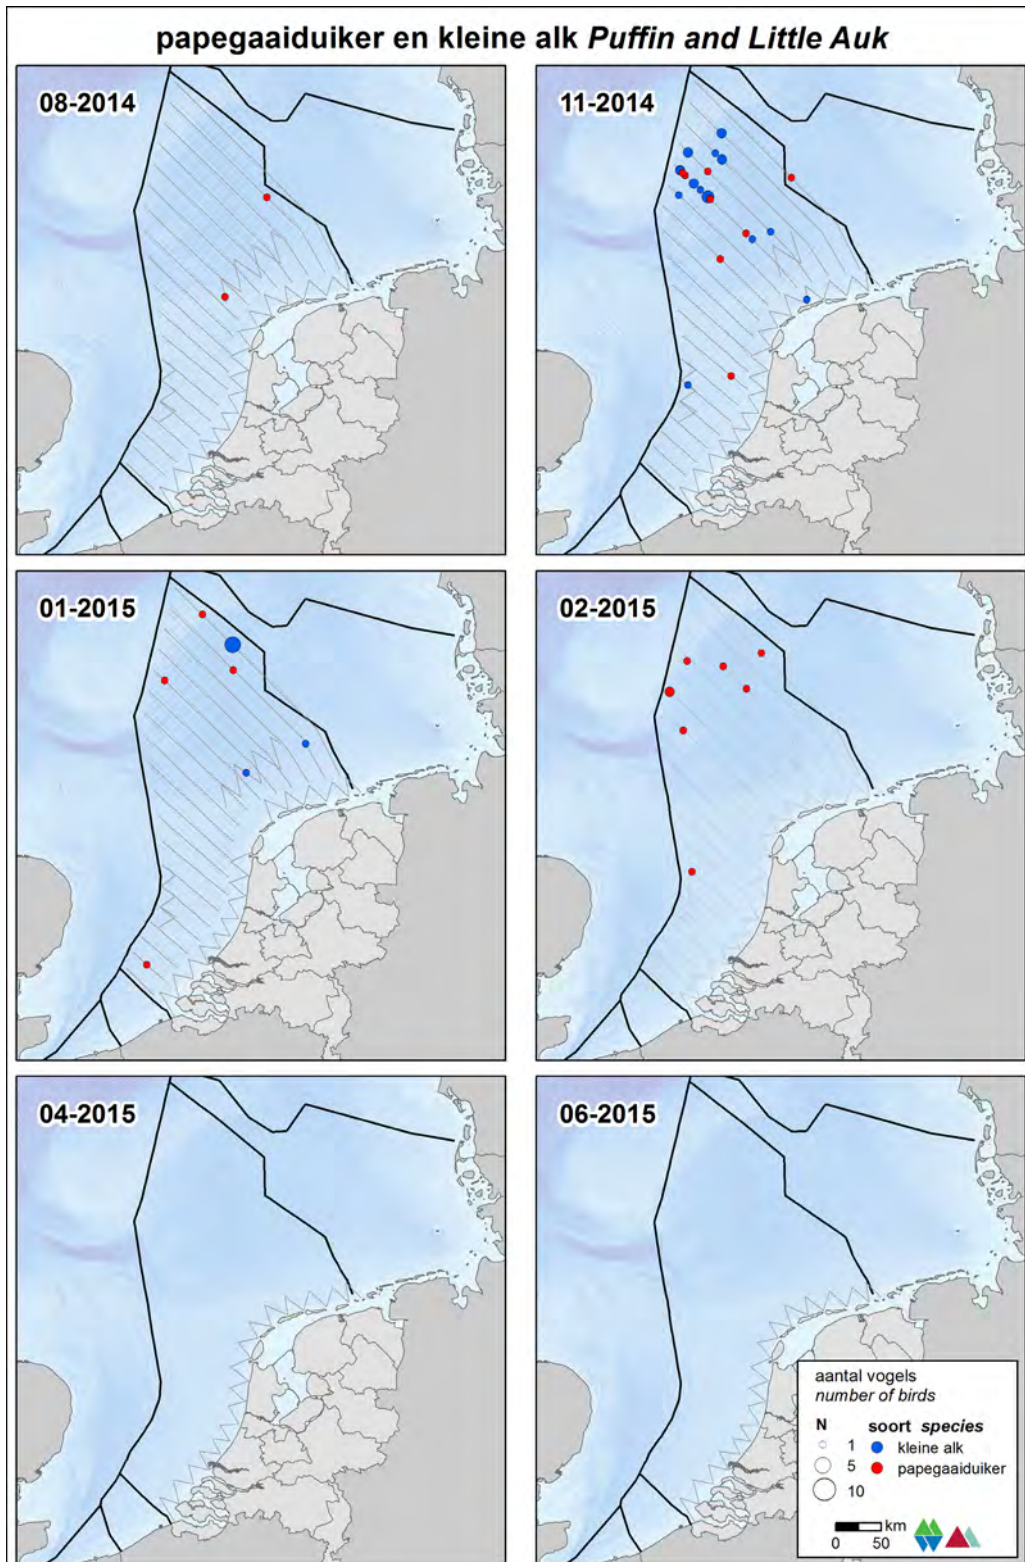 papegaaiduiker en kleine alk Puffin and Little Auk
08-2014
11-2014
01-2015
02-2015
04-2015
06-2015
aantal vogels
number of birds
N soort species
1 kleine alk
5 papegaaiduiker
10
km
0 50